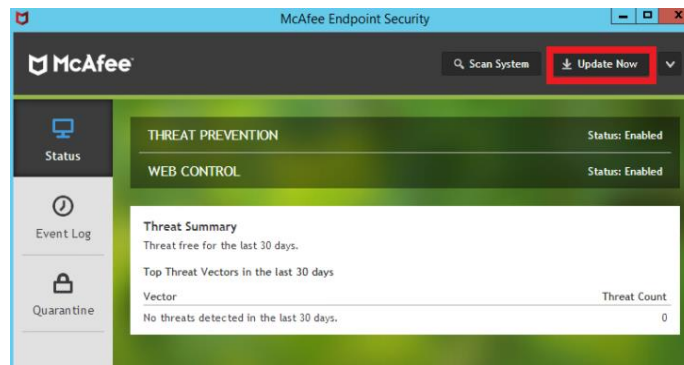 McAfee Endpoint Security
McAfee
Scan System
Update Now
Status
Event Log
Quarantine
THREAT PREVENTION Status: Enabled
WEB CONTROL Status: Enabled
Threat Summary
Threat free for the last 30 days.
Top Threat Vectors in the last 30 days
Vector Threat Count
No threats detected in the last 30 days. 0